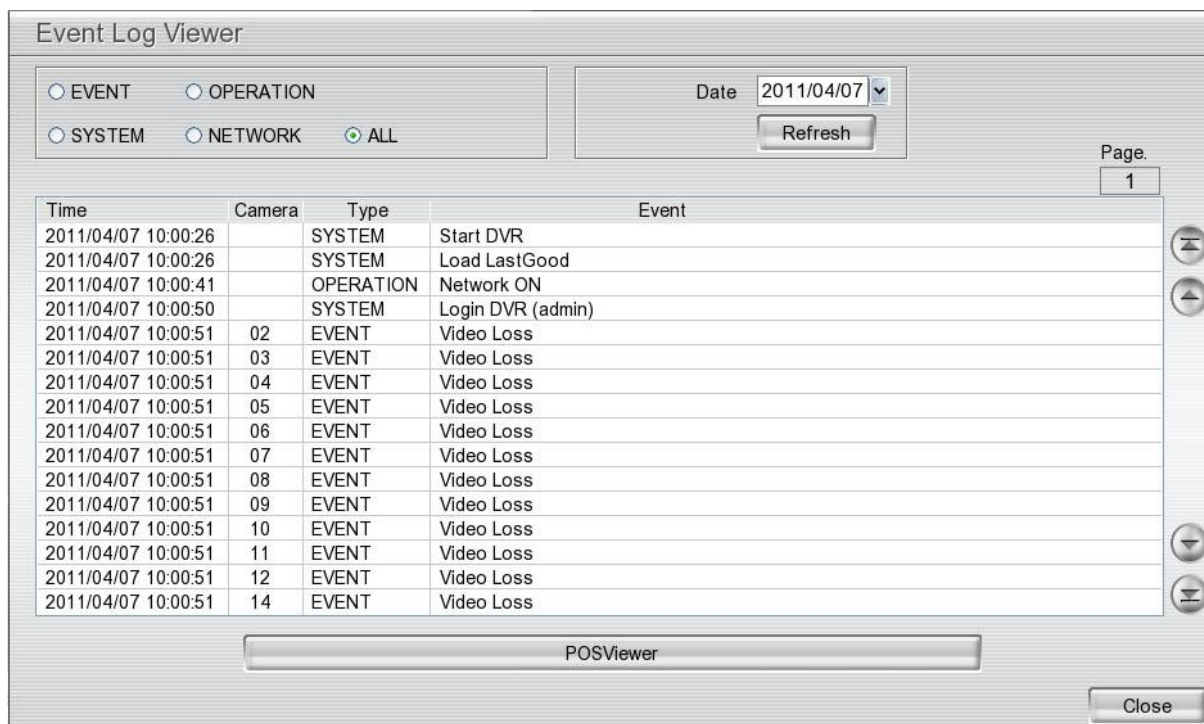 Event Log Viewer
EVENT OPERATION
SYSTEM NETWORK ALL
Date 2011/04/07
Refresh
Page.
1
Time Camera Type Event
2011/04/07 10:00:26 SYSTEM Start DVR
2011/04/07 10:00:26 SYSTEM Load LastGood
2011/04/07 10:00:41 OPERATION Network ON
2011/04/07 10:00:50 SYSTEM Login DVR (admin)
2011/04/07 10:00:51 02 EVENT Video Loss
2011/04/07 10:00:51 03 EVENT Video Loss
2011/04/07 10:00:51 04 EVENT Video Loss
2011/04/07 10:00:51 05 EVENT Video Loss
2011/04/07 10:00:51 06 EVENT Video Loss
2011/04/07 10:00:51 07 EVENT Video Loss
2011/04/07 10:00:51 08 EVENT Video Loss
2011/04/07 10:00:51 09 EVENT Video Loss
2011/04/07 10:00:51 10 EVENT Video Loss
2011/04/07 10:00:51 11 EVENT Video Loss
2011/04/07 10:00:51 12 EVENT Video Loss
2011/04/07 10:00:51 14 EVENT Video Loss
POSViewer
Close